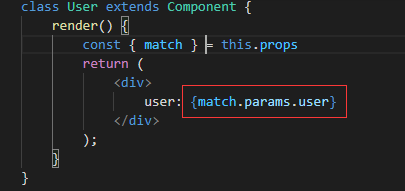 class User extends Component {
render() {
const { match } = this.props
return (
<div>
user: {match.params.user}
</div>
);
}
}